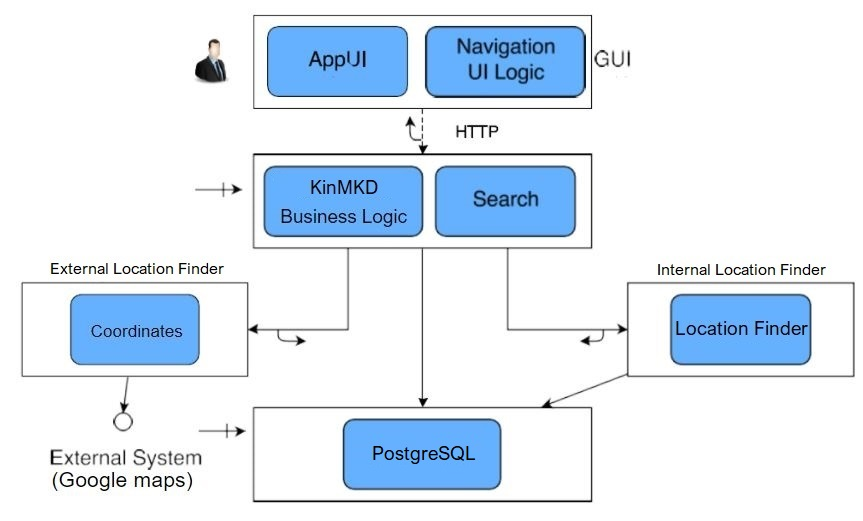 AppUI
Navigation
UI Logic
GUI
HTTP
KinMKD
Business Logic
Search
External Location Finder
Internal Location Finder
Coordinates
Location Finder
PostgreSQL
External System
(Google maps)